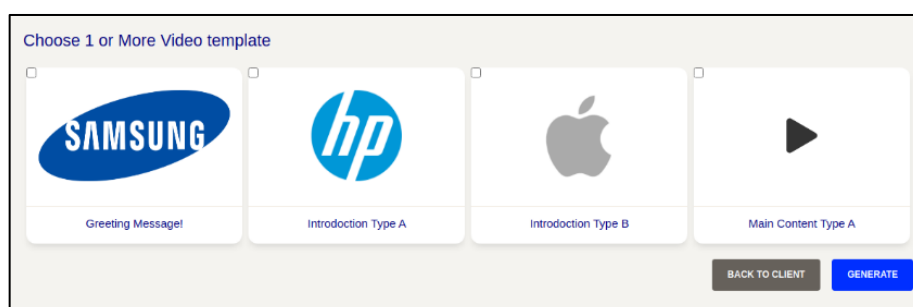 Choose 1 or More Video template
SAMSUNG
hp
Greeting Message!
Introdoction Type A
Introdoction Type B
Main Content Type A
BACK TO CLIENT
GENERATE